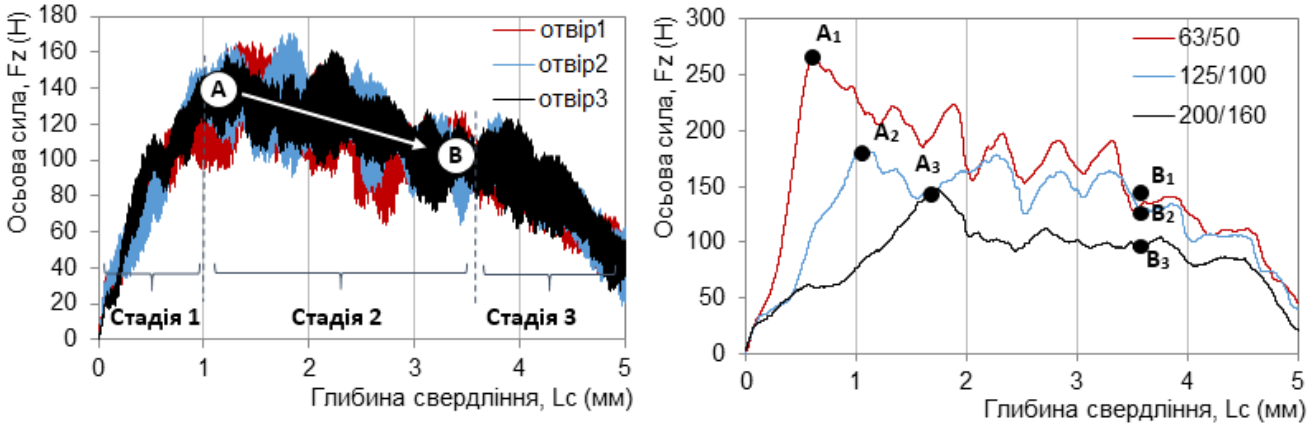 Осьова сила, Fz (Н)
180
160
140
120
100
80
60
40
20
0
отвір1
отвір2
отвір3
A
B
Стадія 1
Стадія 2
Стадія 3
0
1
2
3
4
5
Глибина свердління, Lc (мм)
Осьова сила, Fz (Н)
300
250
200
150
100
50
0
63/50
125/100
200/160
A1
A2
A3
B1
B2
B3
0
1
2
3
4
5
Глибина свердління, Lc (мм)